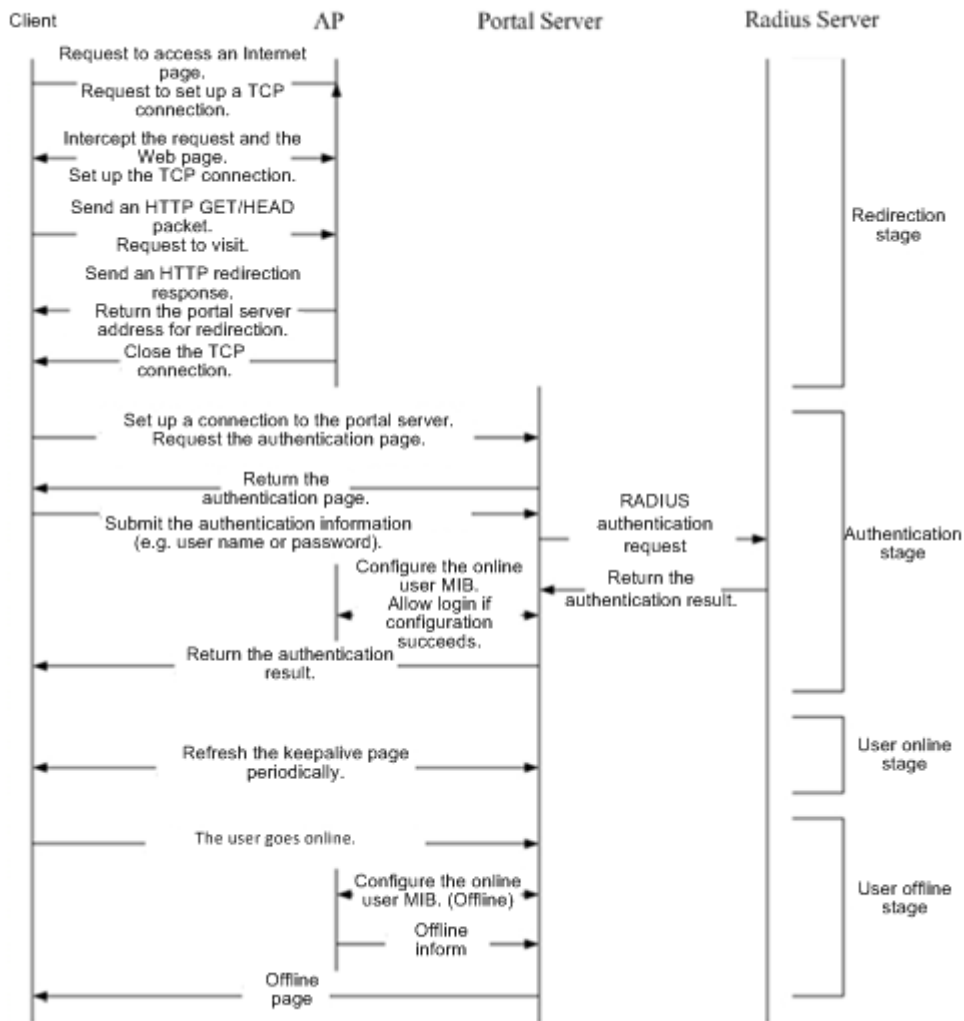 Client
AP
Portal Server
Radius Server
Request to access an Internet
page.
Request to set up a TCP
connection.
Intercept the request and the
Web page.
Set up the TCP connection.
Send an HTTP GET/HEAD
packet.
Request to visit.
Redirection
stage
Send an HTTP redirection
response.
Return the portal server
address for redirection.
Close the TCP
connection.
Set up a connection to the portal server.
Request the authentication page.
Return the
authentication page.
Submit the authentication information
(e.g. user name or password).
RADIUS
authentication
request
Authentication
stage
Configure the online
user MIB.
Allow login if
configuration
succeeds.
Return the
authentication result.
Return the authentication
result.
Refresh the keepalive page
periodically.
User online
stage
The user goes online.
Configure the online
user MIB. (Offline)
User offline
stage
Offline
inform
Offline
page